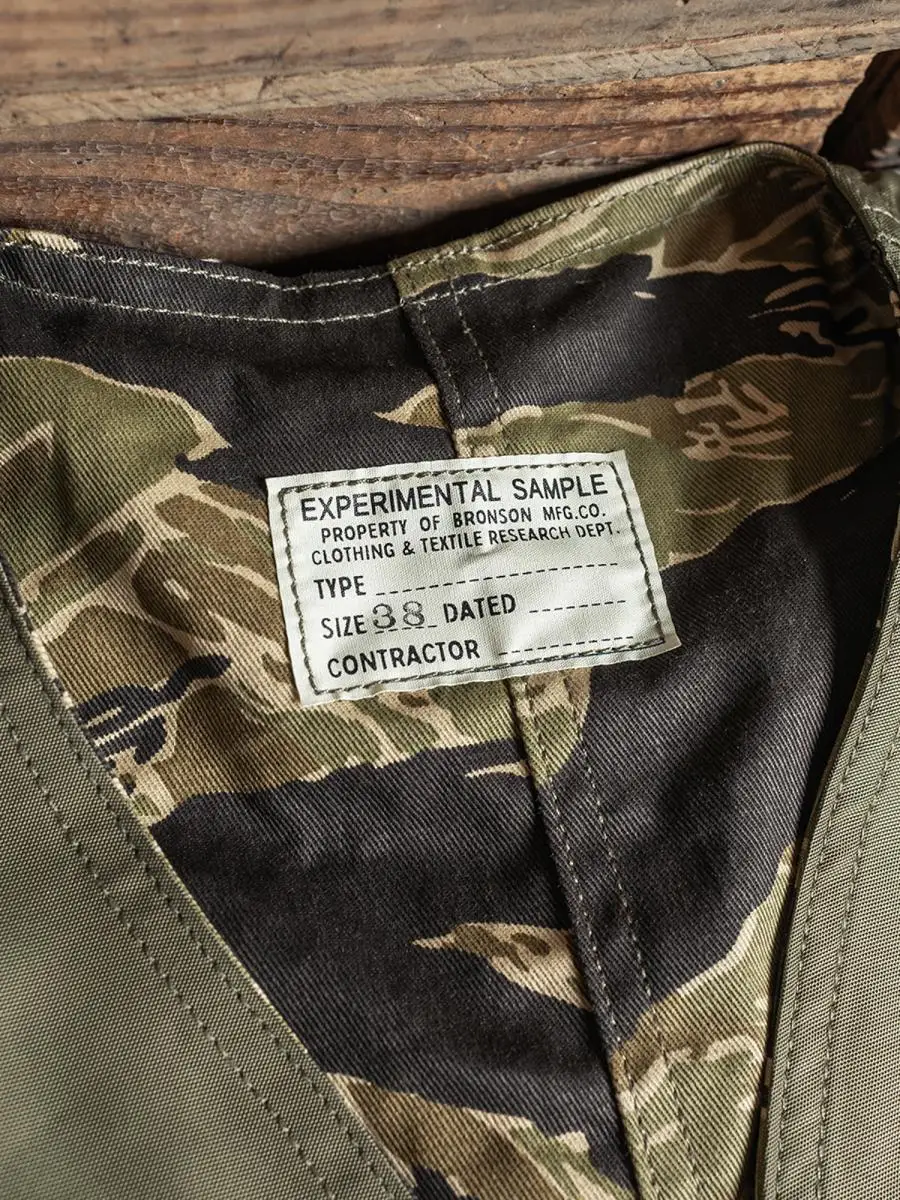 EXPERIMENTAL SAMPLE
PROPERTY OF BRONSON MFG.CO.
CLOTHING & TEXTILE RESEARCH DEPT.
TYPE
SIZE 38 DATED
CONTRACTOR